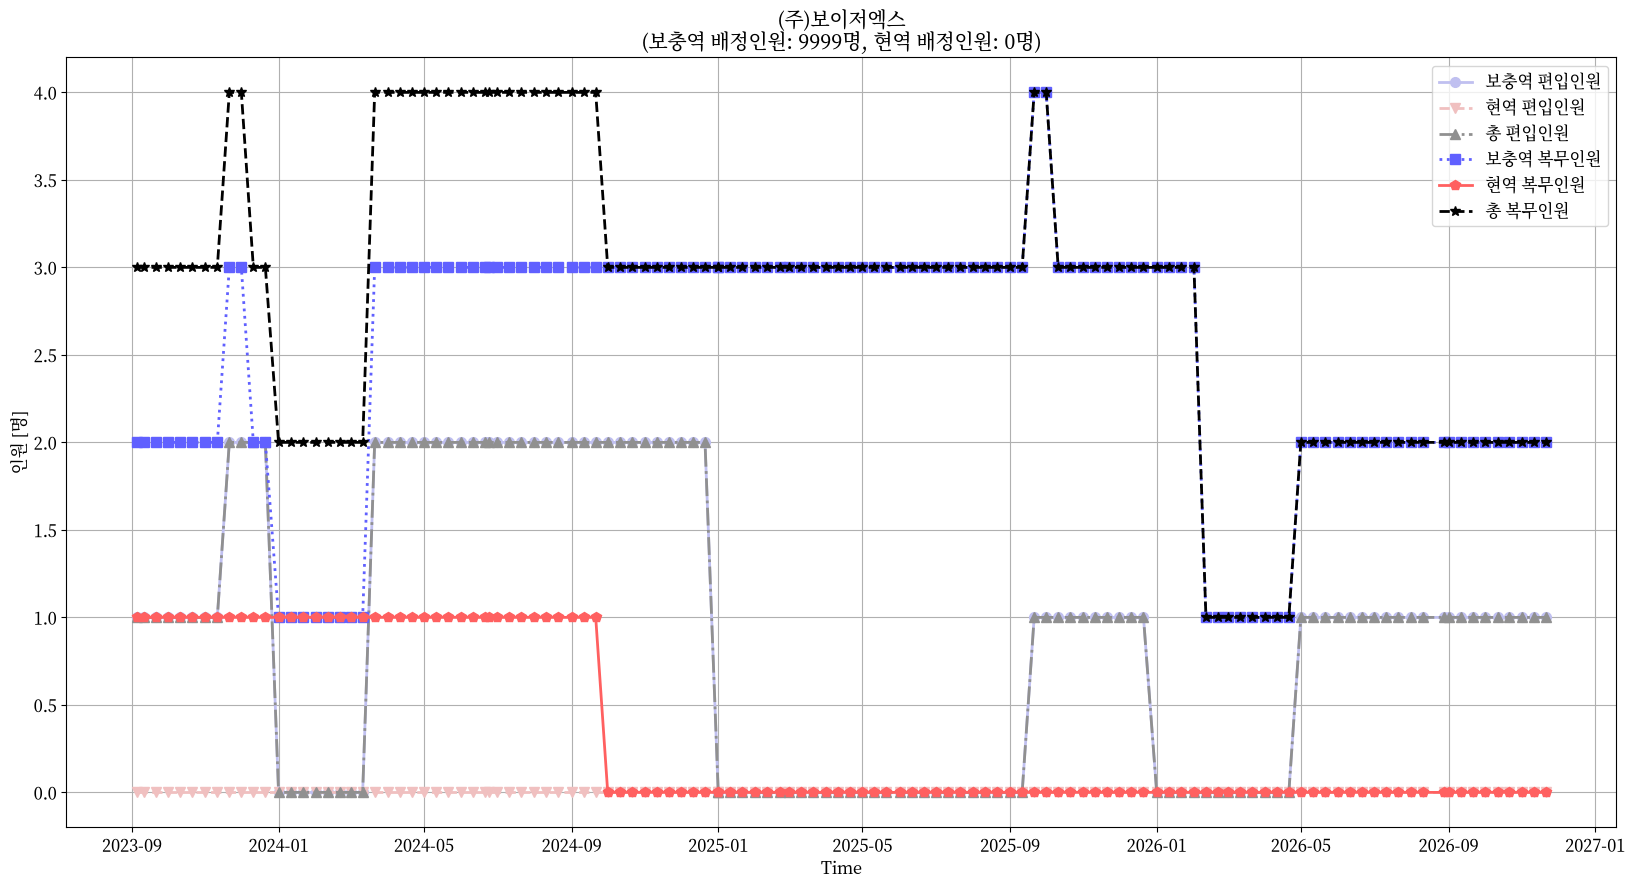 (주)보이저엑스
(보충역 배정인원: 9999명, 현역 배정인원: 0명)
보충역 편입인원
현역 편입인원
총 편입인원
보충역 복무인원
현역 복무인원
총 복무인원
인원 [명]
4.0
3.5
3.0
2.5
2.0
1.5
1.0
0.5
0.0
2023-09 2024-01 2024-05 2024-09 2025-01 2025-05 2025-09 2026-01 2026-05 2026-09 2027-01
Time